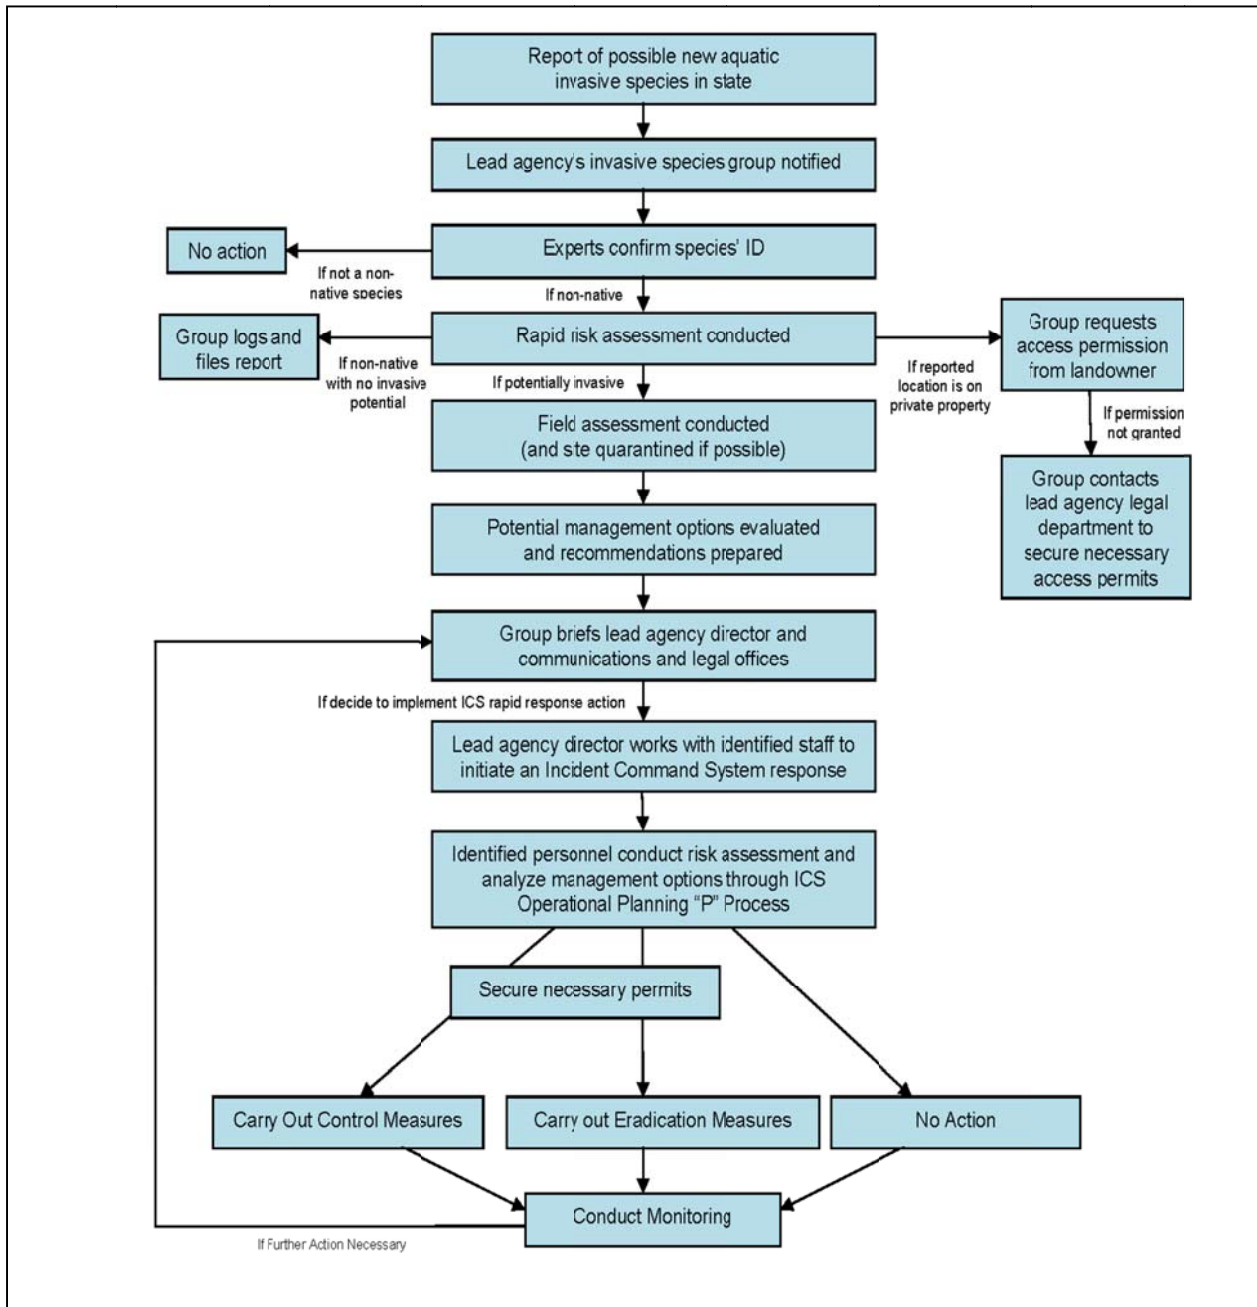 Report of possible new aquatic
invasive species in state
Lead agency's invasive species group notified
Experts confirm species' ID
No action
If not a non-
native species
If non-native
Rapid risk assessment conducted
Group logs and
files report
If non-native
with no invasive
potential
If potentially invasive
If reported
location is on
private property
Group requests
access permission
from landowner
If permission
not granted
Group contacts
lead agency legal
department to
secure necessary
access permits
Field assessment conducted
(and site quarantined if possible)
Potential management options evaluated
and recommendations prepared
Group briefs lead agency director and
communications and legal offices
If decide to implement ICS rapid response action
Lead agency director works with identified staff to
initiate an Incident Command System response
Identified personnel conduct risk assessment and
analyze management options through ICS
Operational Planning “P” Process
Secure necessary permits
Carry Out Control Measures
Carry out Eradication Measures
No Action
Conduct Monitoring
If Further Action Necessary